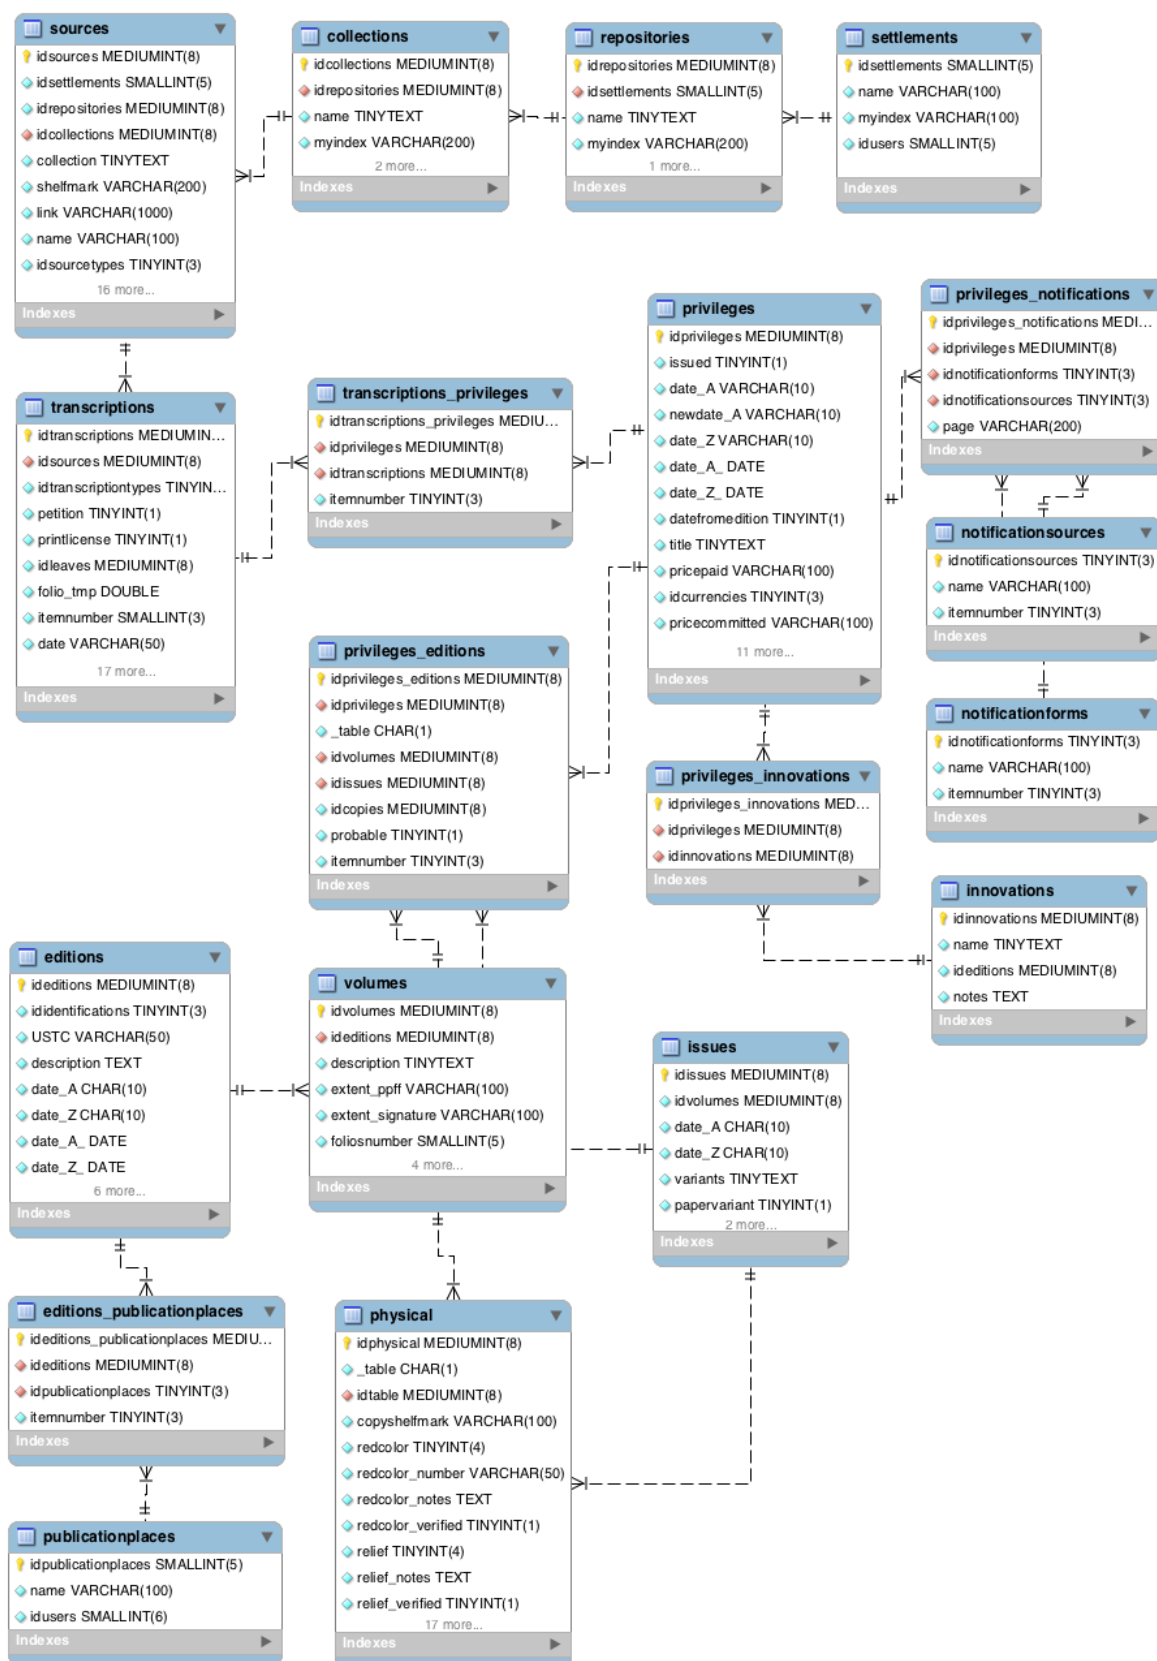 sources
idsources MEDIUMINT(8)
idsettlements SMALLINT(5)
idrepositories MEDIUMINT(8)
idcollections MEDIUMINT(8)
collection TINYTEXT
shelfmark VARCHAR(200)
link VARCHAR(1000)
name VARCHAR(100)
idsourcetypes TINYINT(3)
16 more...
Indexes
collections
idcollections MEDIUMINT(8)
idrepositories MEDIUMINT(8)
name TINYTEXT
myindex VARCHAR(200)
2 more...
Indexes
repositories
idrepositories MEDIUMINT(8)
idsettlements SMALLINT(5)
name TINYTEXT
myindex VARCHAR(200)
1 more...
Indexes
settlements
idsettlements SMALLINT(5)
name VARCHAR(100)
myindex VARCHAR(100)
idusers SMALLINT(5)
Indexes
transcriptions
idtranscriptions MEDIUMIN...
idsources MEDIUMINT(8)
idtranscriptiontypes TINYIN...
petition TINYINT(1)
printlicense TINYINT(1)
idleaves MEDIUMINT(8)
folio_tmp DOUBLE
itemnumber SMALLINT(3)
date VARCHAR(50)
17 more...
Indexes
transcriptions_privileges
idtranscriptions_privileges MEDIU...
idprivileges MEDIUMINT(8)
idtranscriptions MEDIUMINT(8)
itemnumber TINYINT(3)
Indexes
privileges
idprivileges MEDIUMINT(8)
issued TINYINT(1)
date_A VARCHAR(10)
newdate_A VARCHAR(10)
date_Z VARCHAR(10)
date_A_ DATE
date_Z_ DATE
datefromedition TINYINT(1)
title TINYTEXT
pricepaid VARCHAR(100)
idcurrencies TINYINT(3)
pricecommitted VARCHAR(100)
11 more...
Indexes
privileges_notifications
idprivileges_notifications MEDI...
idprivileges MEDIUMINT(8)
idnotificationforms TINYINT(3)
idnotificationsources TINYINT(3)
page VARCHAR(200)
Indexes
notificationsources
idnotificationsources TINYINT(3)
name VARCHAR(100)
itemnumber TINYINT(3)
Indexes
notificationforms
idnotificationforms TINYINT(3)
name VARCHAR(100)
itemnumber TINYINT(3)
Indexes
privileges_editions
idprivileges_editions MEDIUMINT(8)
idprivileges MEDIUMINT(8)
_table CHAR(1)
idvolumes MEDIUMINT(8)
idissues MEDIUMINT(8)
idcopies MEDIUMINT(8)
probable TINYINT(1)
itemnumber TINYINT(3)
Indexes
privileges_innovations
idprivileges_innovations MED...
idprivileges MEDIUMINT(8)
idinnovations MEDIUMINT(8)
Indexes
innovations
idinnovations MEDIUMINT(8)
name TINYTEXT
ideditions MEDIUMINT(8)
notes TEXT
Indexes
editions
ideditions MEDIUMINT(8)
ididentifications TINYINT(3)
USTC VARCHAR(50)
description TEXT
date_A CHAR(10)
date_Z CHAR(10)
date_A_ DATE
date_Z_ DATE
6 more...
Indexes
volumes
idvolumes MEDIUMINT(8)
ideditions MEDIUMINT(8)
description TINYTEXT
extent_ppff VARCHAR(100)
extent_signature VARCHAR(100)
foliosnumber SMALLINT(5)
4 more...
Indexes
issues
idissues MEDIUMINT(8)
idvolumes MEDIUMINT(8)
date_A CHAR(10)
date_Z CHAR(10)
variants TINYTEXT
papervariant TINYINT(1)
2 more...
Indexes
editions_publicationplaces
ideditions_publicationplaces MEDIU...
ideditions MEDIUMINT(8)
idpublicationplaces TINYINT(3)
itemnumber TINYINT(3)
Indexes
publicationplaces
idpublicationplaces SMALLINT(5)
name VARCHAR(100)
idusers SMALLINT(6)
Indexes
physical
idphysical MEDIUMINT(8)
_table CHAR(1)
idtable MEDIUMINT(8)
copyshelfmark VARCHAR(100)
redcolor TINYINT(4)
redcolor_number VARCHAR(50)
redcolor_notes TEXT
redcolor_verified TINYINT(1)
relief TINYINT(4)
relief_notes TEXT
relief_verified TINYINT(1)
17 more...
Indexes